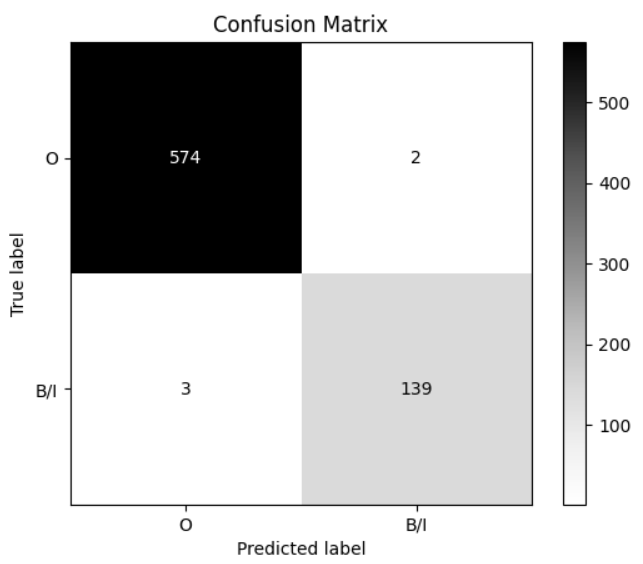 Confusion Matrix
O
574
2
B/I
3
139
O
B/I
True label
Predicted label
500
400
300
200
100